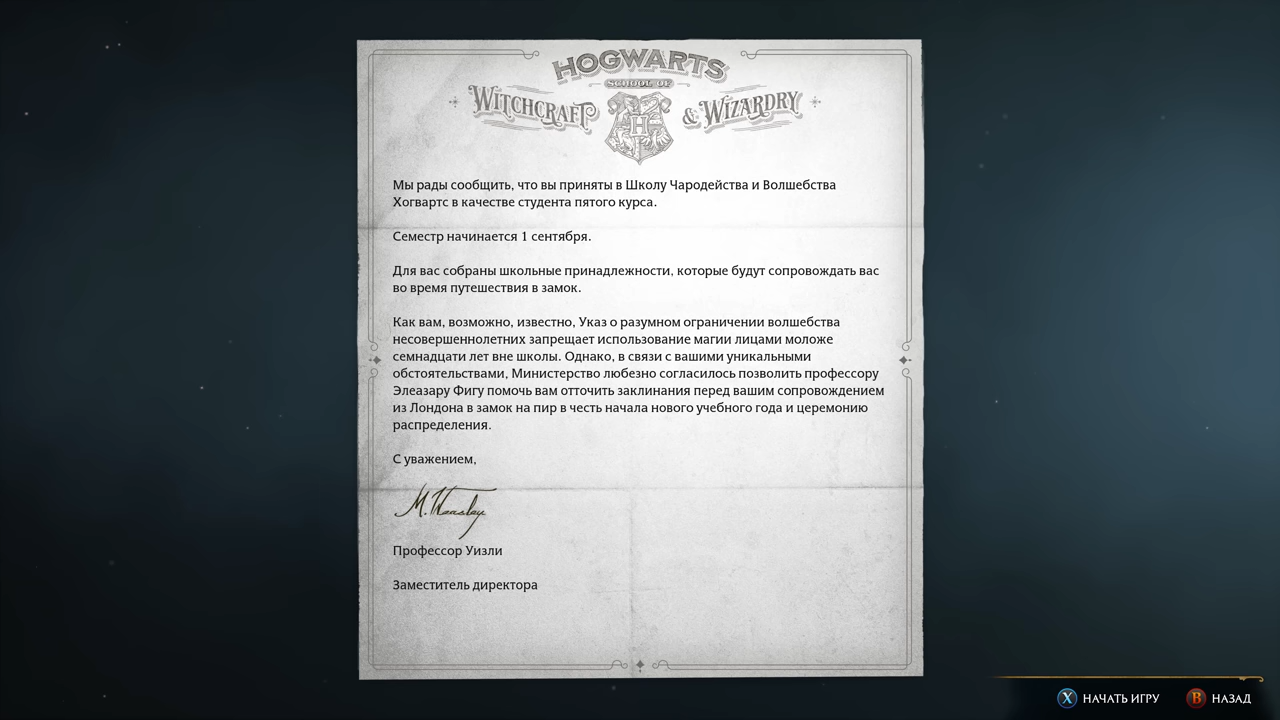 HOGWARTS
SCHOOL OF
WITCHCRAFT & WIZARDRY
H
Мы рады сообщить, что вы приняты в Школу Чародейства и Волшебства
Хогвартс в качестве студента пятого курса.
Семестр начинается 1 сентября.
Для вас собраны школьные принадлежности, которые будут сопровождать вас
во время путешествия в замок.
Как вам, возможно, известно, Указ о разумном ограничении волшебства
несовершеннолетних запрещает использование магии лицами моложе
семнадцати лет вне школы. Однако, в связи с вашими уникальными
обстоятельствами, Министерство любезно согласилось позволить профессору
Элеазару Фигу помочь вам отточить заклинания перед вашим сопровождением
из Лондона в замок на пир в честь начала нового учебного года и церемонию
распределения.
С уважением,
M. Weasley
Профессор Уизли
Заместитель директора
X НАЧАТЬ ИГРУ B НАЗАД